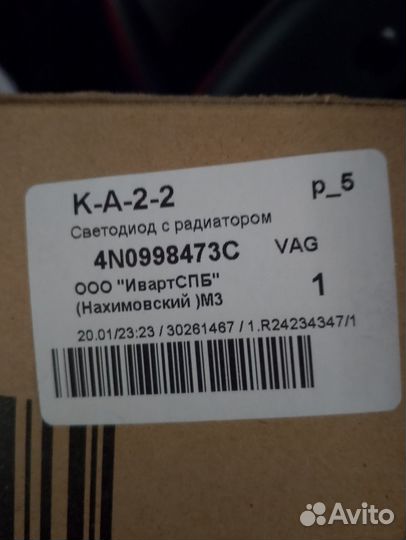 K-A-2-2
p_5
Светодиод с радиатором
4N0998473C VAG
ООО "ИвартСПБ"
(Нахимовский )М3
1
20.01/23:23 / 30261467 / 1.R24234347/1
Avito